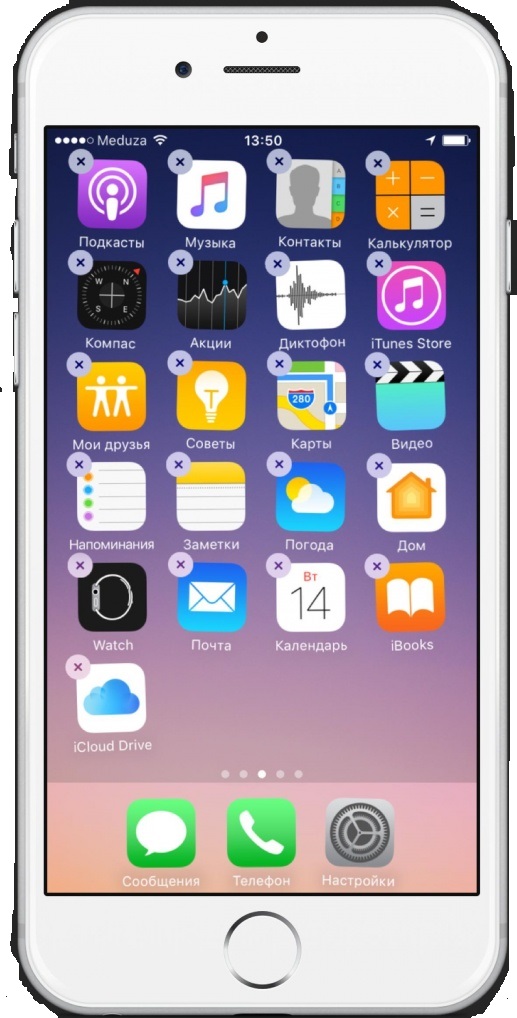 Meduza 13:50
Подкасты Музыка Контакты Калькулятор
Компас Акции Диктофон iTunes Store
280
Мои друзья Советы Карты Видео
Напоминания Заметки Погода Дом
Вт
14
Watch Почта Календарь iBooks
iCloud Drive
Сообщения Телефон Настройки